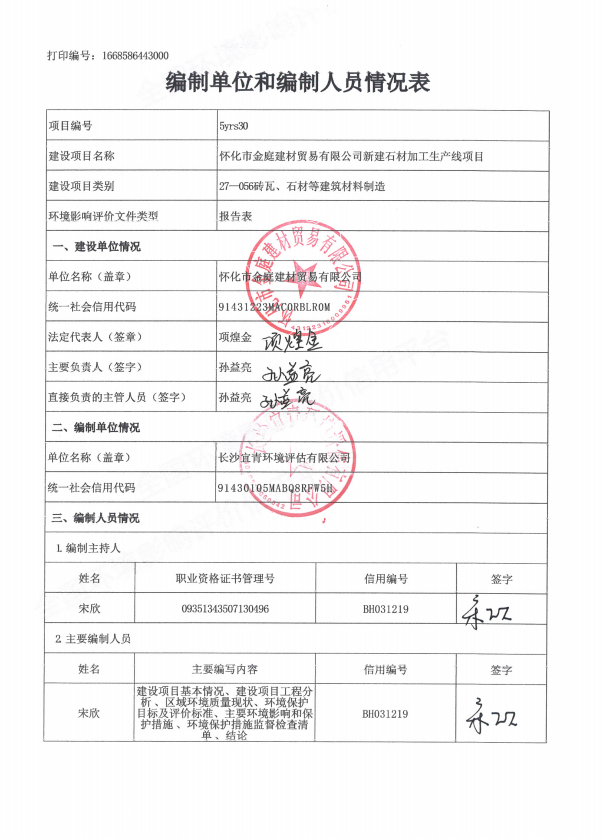 打印编号：1668586443000
编制单位和编制人员情况表
项目编号 5yrs30
建设项目名称 怀化市金庭建材贸易有限公司新建石材加工生产线项目
建设项目类别 27—056砖瓦、石材等建筑材料制造
环境影响评价文件类型 报告表
一、建设单位情况
单位名称（盖章） 怀化市金庭建材贸易有限公司
统一社会信用代码 91431223MAC0RBLR0M
法定代表人（签章） 项煌金 项煌金
主要负责人（签字） 孙益亮 孙益亮
直接负责的主管人员（签字） 孙益亮 孙益亮
二、编制单位情况
单位名称（盖章） 长沙宜青环境评估有限公司
统一社会信用代码 91430105MABQ8RFW5H
三、编制人员情况
1.编制主持人
姓名 职业资格证书管理号 信用编号 签字
宋欣 09351343507130496 BH031219 宋欣
2.主要编制人员
姓名 主要编写内容 信用编号 签字
建设项目基本情况、建设项目工程分
析、区域环境质量现状、环境保护
目标及评价标准、主要环境影响和保
宋欣 BH031219 宋欣
护措施、环境保护措施监督检查清
单、结论
怀化市金庭建材贸易有限公司